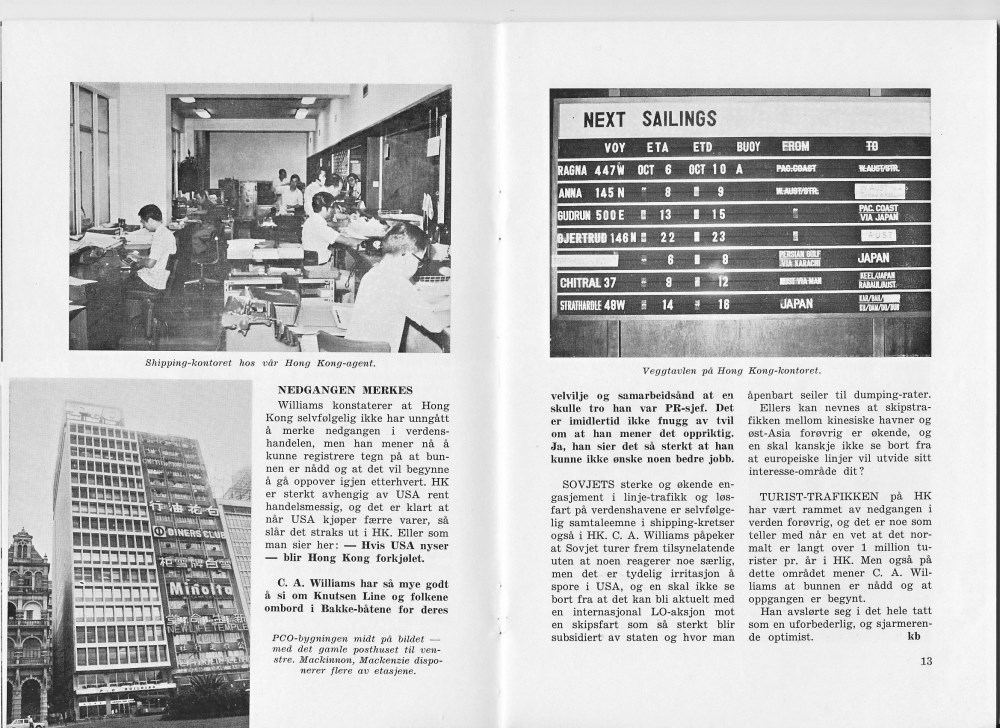 Shipping-kontoret hos vår Hong Kong-agent.
DINERS CLUB
Minolta
NEDGANGEN MERKES
Williams konstaterer at Hong
Kong selvfølgelig ikke har unngått
å merke nedgangen i verdens-
handelen, men han mener nå å
kunne registrere tegn på at bun-
nen er nådd og at det vil begynne
å gå oppover igjen etterhvert. HK
er sterkt avhengig av USA rent
handelsmessig, og det er klart at
når USA kjøper færre varer, så
slår det straks ut i HK. Eller som
man sier her: — Hvis USA nyser
— blir Hong Kong forkjølet.
C. A. Williams har så mye godt
å si om Knutsen Line og folkene
ombord i Bakke-båtene for deres
PCO-bygningen midt på bildet —
med det gamle posthuset til ven-
stre. Mackinnon, Mackenzie dispo-
nerer flere av etasjene.
NEXT SAILINGS
VOY ETA ETD BUOY FROM TO
RAGNA 447W OCT 6 OCT 10 A PAC.COAST W.AUST/STR.
ANNA 145 N " 8 " 9 W.AUST/STR.
GUDRUN 500 E " 13 " 15 " PAC. COAST
VIA JAPAN
GJERTRUD 146N " 22 " 23 " AUST
" 6 " 8 PERSIAN GULF
VIA KARACHI JAPAN
CHITRAL 37 " 9 " 12 KEEL/JAPAN
RABAUL/AUST
STRATHARDLE 48W " 14 " 16 JAPAN
Veggtavlen på Hong Kong-kontoret.
velvilje og samarbeidsånd at en
skulle tro han var PR-sjef. Det
er imidlertid ikke fnugg av tvil
om at han mener det oppriktig.
Ja, han sier det så sterkt at han
kunne ikke ønske noen bedre jobb.
SOVJETS sterke og økende en-
gasjement i linje-trafikk og løs-
fart på verdenshavene er selvfølge-
lig samtaleemne i shipping-kretser
også i HK. C. A. Williams påpeker
at Sovjet turer frem tilsynelatende
uten at noen reagerer noe særlig,
men det er tydelig irritasjon å
spore i USA, og en skal ikke se
bort fra at det kan bli aktuelt med
en internasjonal LO-aksjon mot
en skipsfart som så sterkt blir
subsidiert av staten og hvor man
åpenbart seiler til dumping-rater.
Ellers kan nevnes at skipstra-
fikken mellom kinesiske havner og
øst-Asia forøvrig er økende, og
en skal kanskje ikke se bort fra
at europeiske linjer vil utvide sitt
interesse-område dit?
TURIST-TRAFIKKEN på HK
har vært rammet av nedgangen i
verden forøvrig, og det er noe som
teller med når en vet at det nor-
malt er langt over 1 million tu-
rister pr. år i HK. Men også på
dette området mener C. A. Wil-
liams at bunnen er nådd og at
oppgangen er begynt.
Han avslørte seg i det hele tatt
som en uforbederlig, og sjarmeren-
de optimist. kb
13